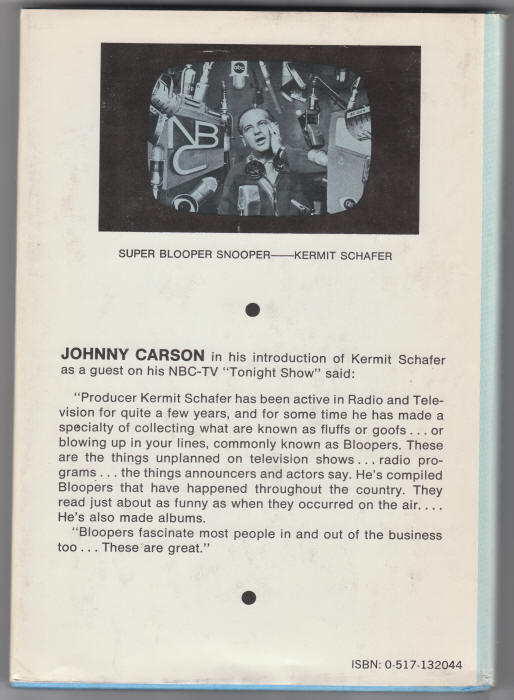 abc
NBC
SUPER BLOOPER SNOOPER——KERMIT SCHAFER
JOHNNY CARSON in his introduction of Kermit Schafer
as a guest on his NBC-TV "Tonight Show" said:
"Producer Kermit Schafer has been active in Radio and Tele-
vision for quite a few years, and for some time he has made a
specialty of collecting what are known as fluffs or goofs . . . or
blowing up in your lines, commonly known as Bloopers. These
are the things unplanned on television shows . . . radio pro-
grams . . . the things announcers and actors say. He's compiled
Bloopers that have happened throughout the country. They
read just about as funny as when they occurred on the air. . . .
He's also made albums.
"Bloopers fascinate most people in and out of the business
too . . . These are great."
ISBN: 0-517-132044